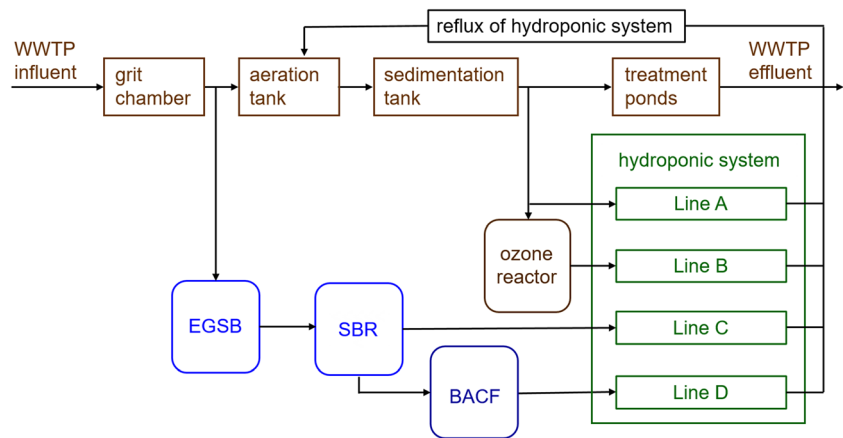 reflux of hydroponic system
WWTP
influent
grit
chamber
aeration
tank
sedimentation
tank
treatment
ponds
WWTP
effluent
hydroponic system
Line A
ozone
reactor
Line B
EGSB
SBR
Line C
BACF
Line D